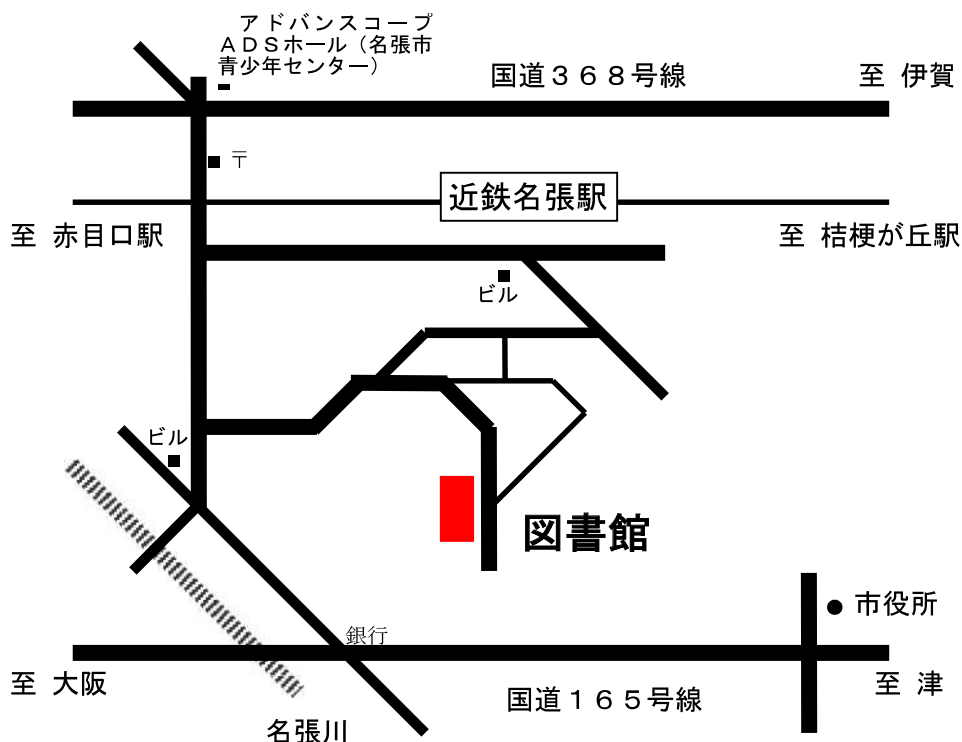 アドバンスコープ
ＡＤＳホール（名張市
青少年センター）
国道３６８号線
至 伊賀
〒
近鉄名張駅
至 赤目口駅
至 桔梗が丘駅
ビル
ビル
図書館
市役所
銀行
至 大阪
国道１６５号線
至 津
名張川